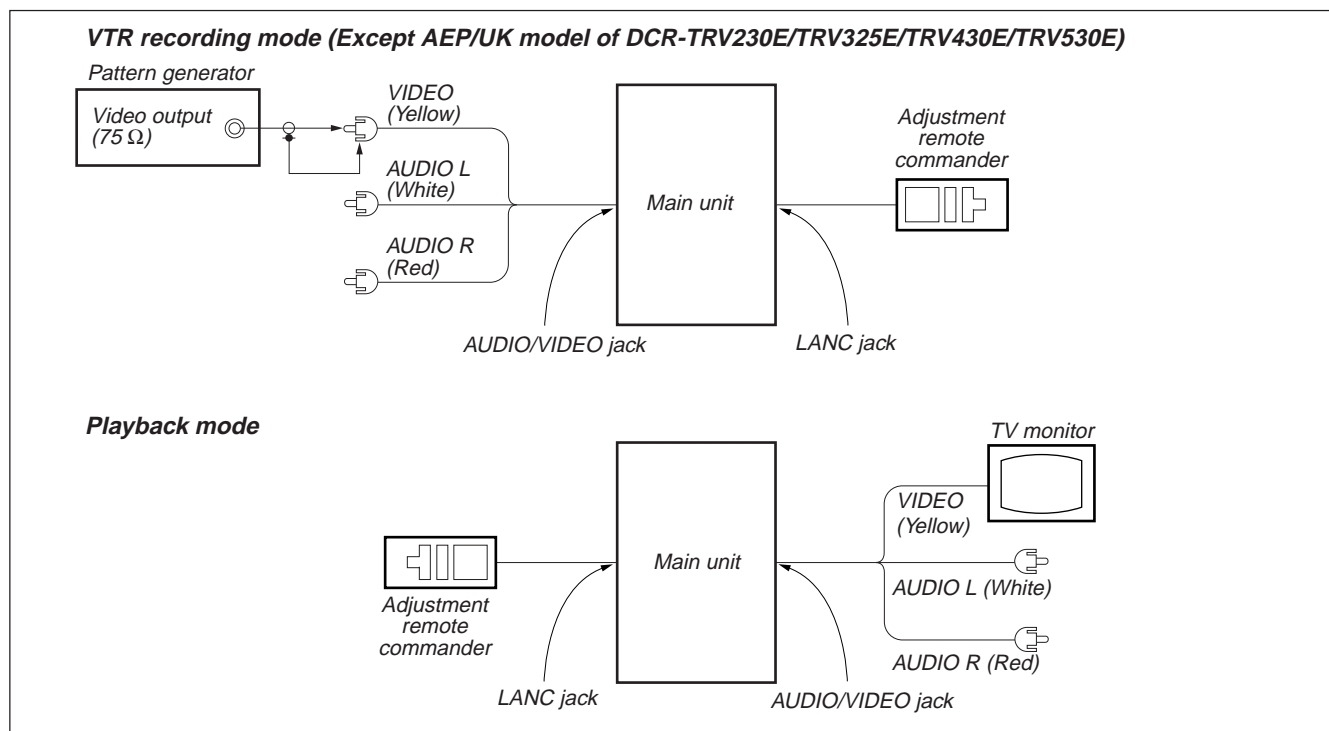 VTR recording mode (Except AEP/UK model of DCR-TRV230E/TRV325E/TRV430E/TRV530E)
Pattern generator
Video output
(75 Ω)
VIDEO
(Yellow)
AUDIO L
(White)
AUDIO R
(Red)
Main unit
Adjustment
remote
commander
AUDIO/VIDEO jack
LANC jack
Playback mode
TV monitor
VIDEO
(Yellow)
Main unit
AUDIO L (White)
Adjustment
remote
commander
AUDIO R (Red)
LANC jack
AUDIO/VIDEO jack